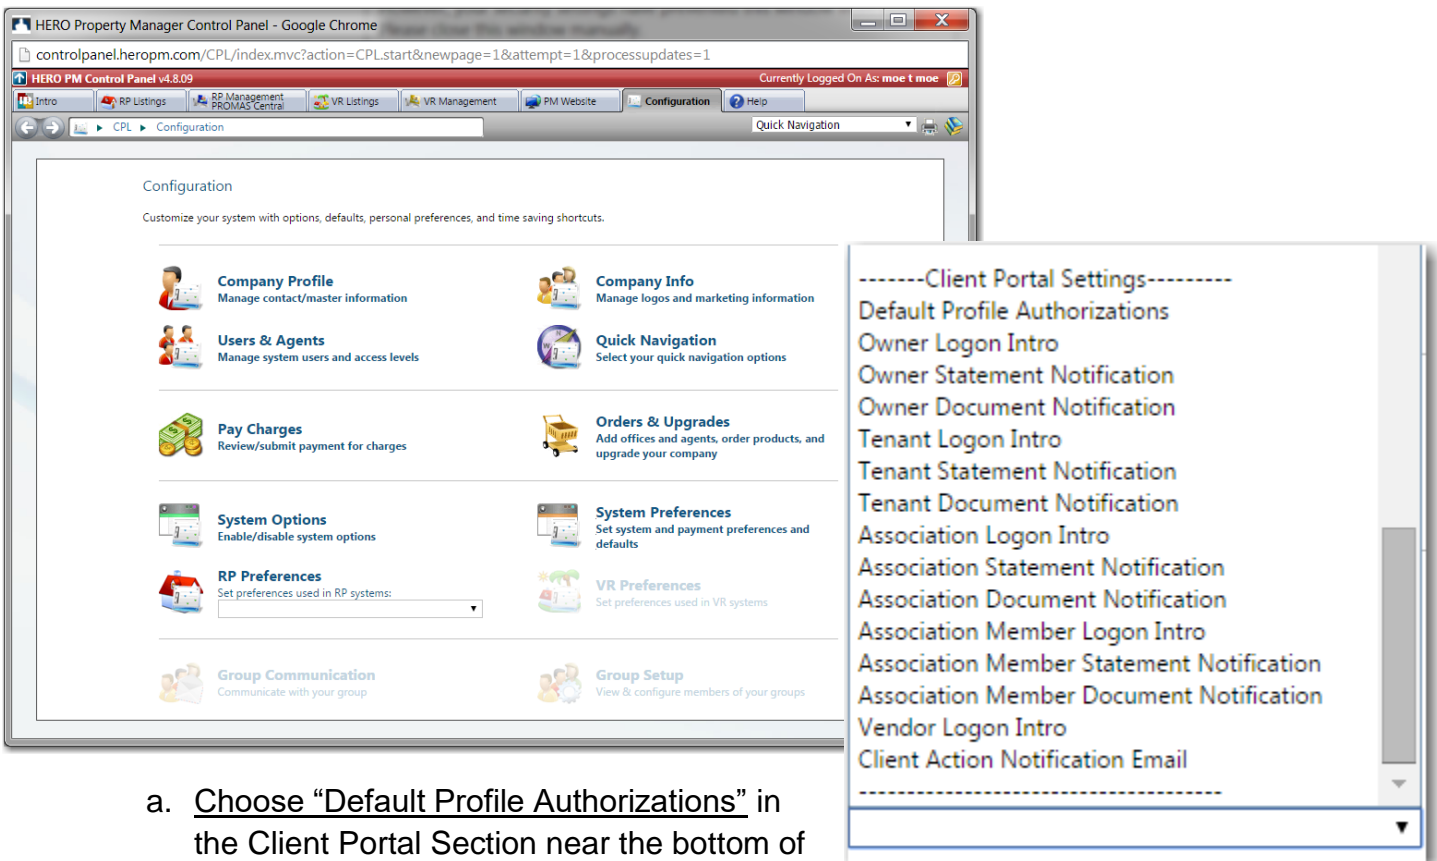 HERO Property Manager Control Panel - Google Chrome
Please close this window manually.
controlpanel.heropm.com/CPL/index.mvc?action=CPL.start&newpage=1&attempt=1&processupdates=1
HERO PM Control Panel v4.8.09
Currently Logged On As: moe t moe
Intro
RP Listings
RP Management
PROMAS Central
VR Listings
VR Management
PM Website
Configuration
Help
CPL
Configuration
Quick Navigation
Configuration
Customize your system with options, defaults, personal preferences, and time saving shortcuts.
Company Profile
Manage contact/master information
Company Info
Manage logos and marketing information
Users & Agents
Manage system users and access levels
Quick Navigation
Select your quick navigation options
Pay Charges
Review/submit payment for charges
Orders & Upgrades
Add offices and agents, order products, and
upgrade your company
System Options
Enable/disable system options
System Preferences
Set system and payment preferences and
defaults
RP Preferences
Set preferences used in RP systems:
VR Preferences
Set preferences used in VR systems
Group Communication
Communicate with your group
Group Setup
View & configure members of your groups
-------Client Portal Settings---------
Default Profile Authorizations
Owner Logon Intro
Owner Statement Notification
Owner Document Notification
Tenant Logon Intro
Tenant Statement Notification
Tenant Document Notification
Association Logon Intro
Association Statement Notification
Association Document Notification
Association Member Logon Intro
Association Member Statement Notification
Association Member Document Notification
Vendor Logon Intro
Client Action Notification Email
-------------------------------------
a. Choose “Default Profile Authorizations” in
the Client Portal Section near the bottom of